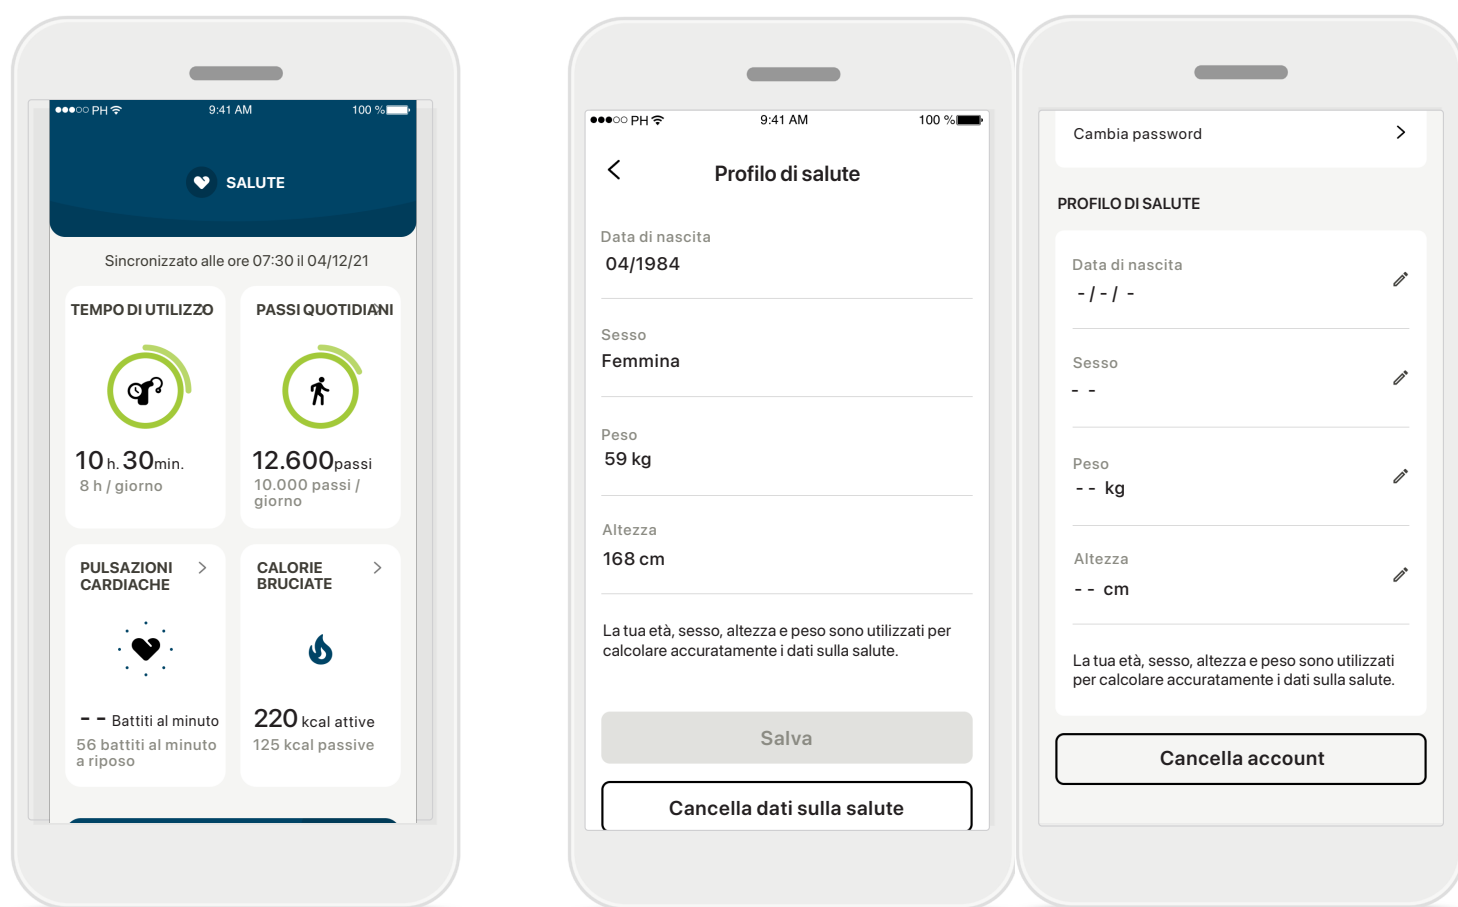 PH
9:41 AM
100 %
SALUTE
Sincronizzato alle ore 07:30 il 04/12/21
TEMPO DI UTILIZZO
10 h. 30min.
8 h / giorno
PASSI QUOTIDIANI
12.600passi
10.000 passi /
giorno
PULSAZIONI
CARDIACHE
- - Battiti al minuto
56 battiti al minuto
a riposo
CALORIE
BRUCIATE
220 kcal attive
125 kcal passive
PH
9:41 AM
100 %
Profilo di salute
Data di nascita
04/1984
Sesso
Femmina
Peso
59 kg
Altezza
168 cm
La tua età, sesso, altezza e peso sono utilizzati per
calcolare accuratamente i dati sulla salute.
Salva
Cancella dati sulla salute
Cambia password
PROFILO DI SALUTE
Data di nascita
- / - / -
Sesso
- -
Peso
- - kg
Altezza
- - cm
La tua età, sesso, altezza e peso sono utilizzati
per calcolare accuratamente i dati sulla salute.
Cancella account